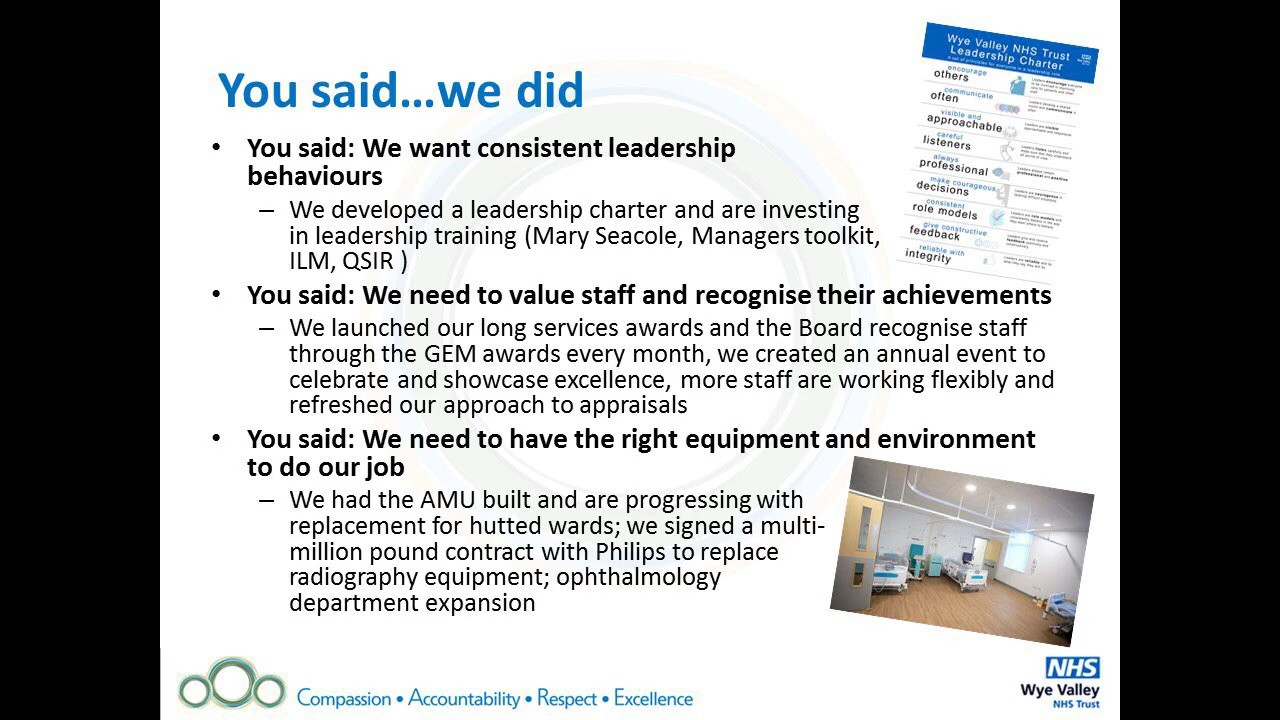 You said...we did
• You said: We want consistent leadership
behaviours
– We developed a leadership charter and are investing
in leadership training (Mary Seacole, Managers toolkit,
ILM, QSIR )
• You said: We need to value staff and recognise their achievements
– We launched our long services awards and the Board recognise staff
through the GEM awards every month, we created an annual event to
celebrate and showcase excellence, more staff are working flexibly and
refreshed our approach to appraisals
• You said: We need to have the right equipment and environment
to do our job
– We had the AMU built and are progressing with
replacement for hutted wards; we signed a multi-
million pound contract with Philips to replace
radiography equipment; ophthalmology
department expansion
Wye Valley NHS Trust
Leadership Charter
A set of principles for everyone in a leadership role
encourage
others
communicate
often
visible and
approachable
careful
listeners
always
professional
make courageous
decisions
consistent
role models
give constructive
feedback
reliable with
integrity
Compassion • Accountability • Respect • Excellence
NHS
Wye Valley
NHS Trust